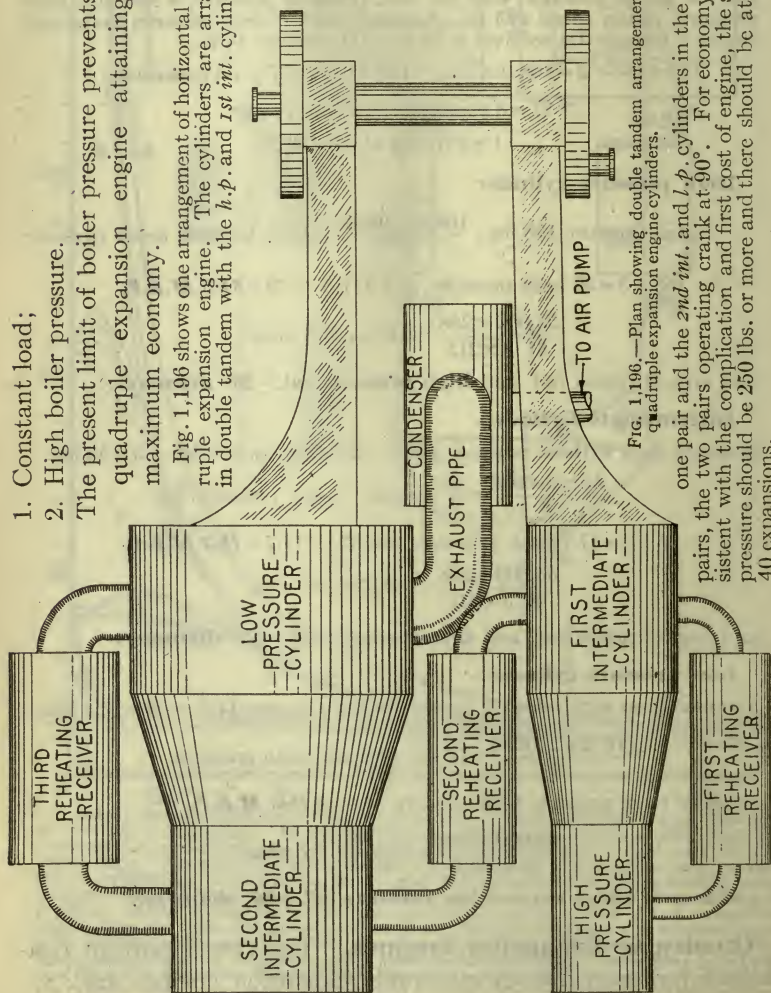 1. Constant load;
2. High boiler pressure.
The present limit of boiler pressure prevents
quadruple expansion engine attaining
maximum economy.
Fig. 1,196 shows one arrangement of horizontal
ruple expansion engine. The cylinders are arra
in double tandem with the h.p. and 1st int. cylin
THIRD
REHEATING
RECEIVER
SECOND
INTERMEDIATE
CYLINDER
LOW
PRESSURE
CYLINDER
CONDENSER
EXHAUST PIPE
TO AIR PUMP
SECOND
REHEATING
RECEIVER
HIGH
PRESSURE
CYLINDER
FIRST
INTERMEDIATE
CYLINDER
FIRST
REHEATING
RECEIVER
FIG. 1,196.—Plan showing double tandem arrangemen
quadruple expansion engine cylinders.
one pair and the 2nd int. and l.p. cylinders in the
pairs, the two pairs operating crank at 90°. For economy
sistent with the complication and first cost of engine, the s
pressure should be 250 lbs. or more and there should be at
40 expansions.